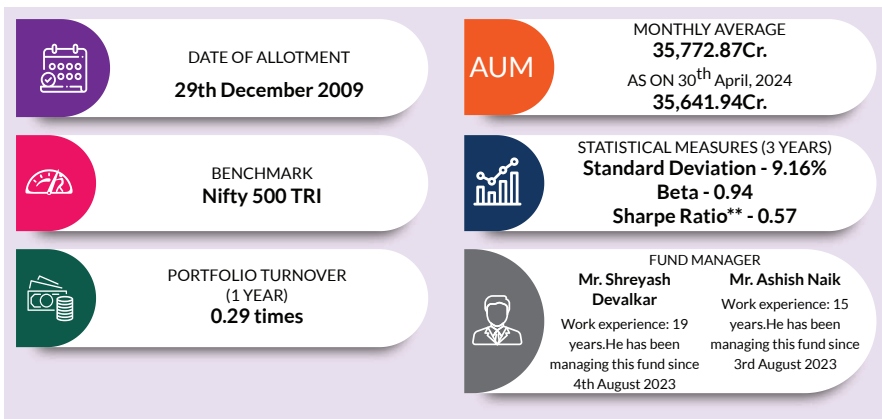 DATE OF ALLOTMENT
29th December 2009
BENCHMARK
Nifty 500 TRI
PORTFOLIO TURNOVER
(1 YEAR)
0.29 times
AUM
MONTHLY AVERAGE
35,772.87Cr.
AS ON 30th April, 2024
35,641.94Cr.
STATISTICAL MEASURES (3 YEARS)
Standard Deviation - 9.16%
Beta - 0.94
Sharpe Ratio** - 0.57
FUND MANAGER
Mr. Shreyash
Devalkar
Work experience: 19
years.He has been
managing this fund since
4th August 2023
Mr. Ashish Naik
Work experience: 15
years.He has been
managing this fund since
3rd August 2023